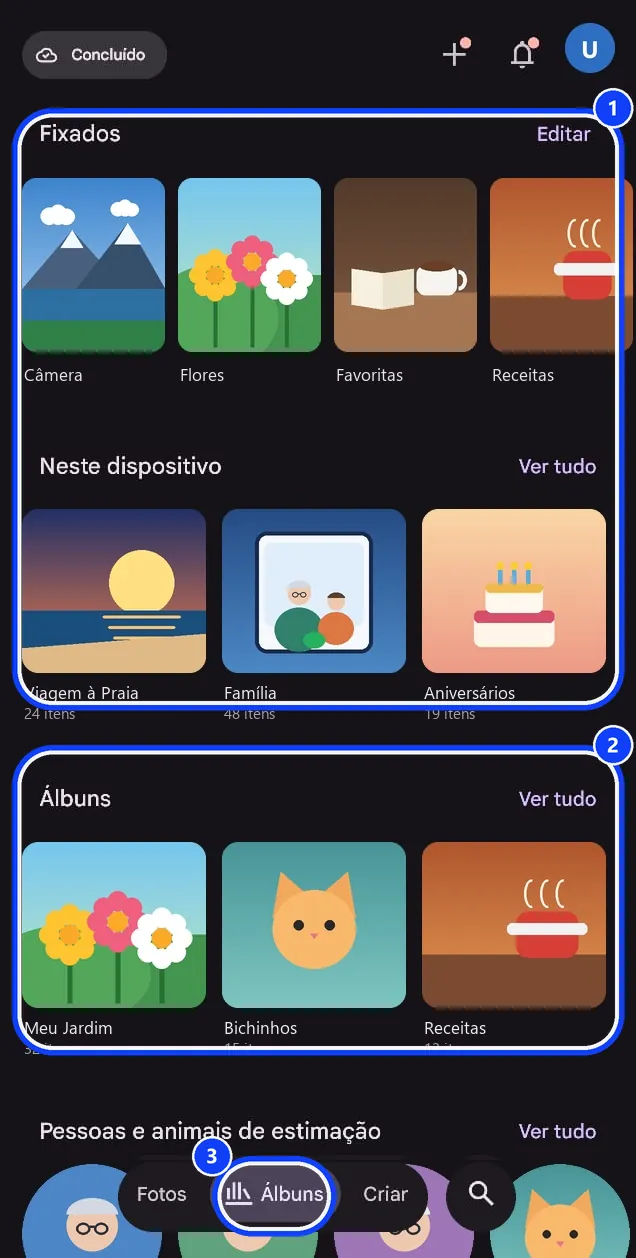 Concluído
U
1
Fixados
Editar
Câmera
Flores
Favoritas
Receitas
Neste dispositivo
Ver tudo
Viagem à Praia
Família
Aniversários
24 itens
48 itens
19 itens
2
Álbuns
Ver tudo
Meu Jardim
Bichinhos
Receitas
Pessoas e animais de estimação
Ver tudo
3
Fotos
Álbuns
Criar